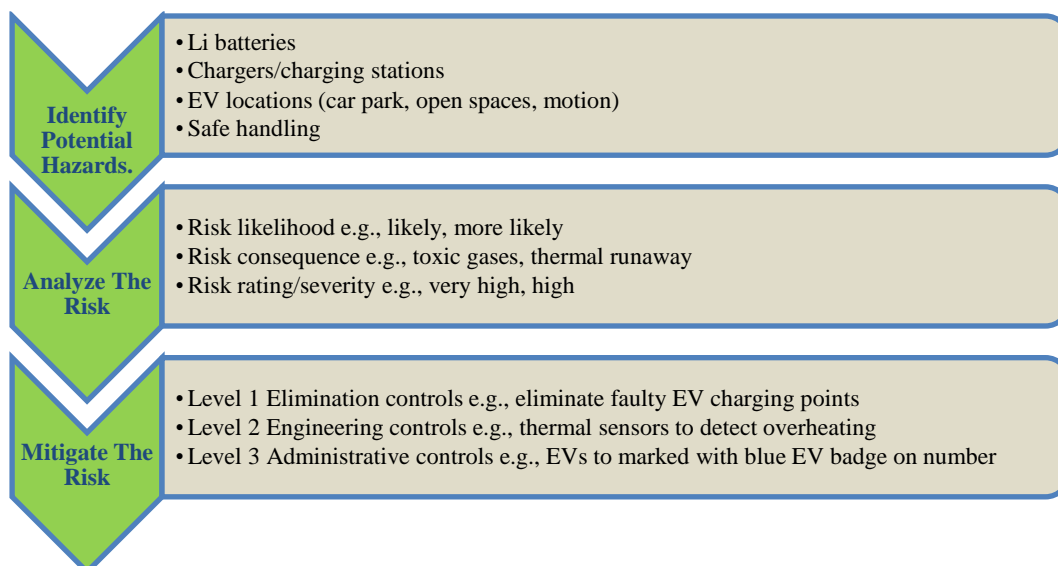 Identify
Potential
Hazards.
• Li batteries
• Chargers/charging stations
• EV locations (car park, open spaces, motion)
• Safe handling
Analyze The
Risk
• Risk likelihood e.g., likely, more likely
• Risk consequence e.g., toxic gases, thermal runaway
• Risk rating/severity e.g., very high, high
Mitigate The
Risk
• Level 1 Elimination controls e.g., eliminate faulty EV charging points
• Level 2 Engineering controls e.g., thermal sensors to detect overheating
• Level 3 Administrative controls e.g., EVs to marked with blue EV badge on number